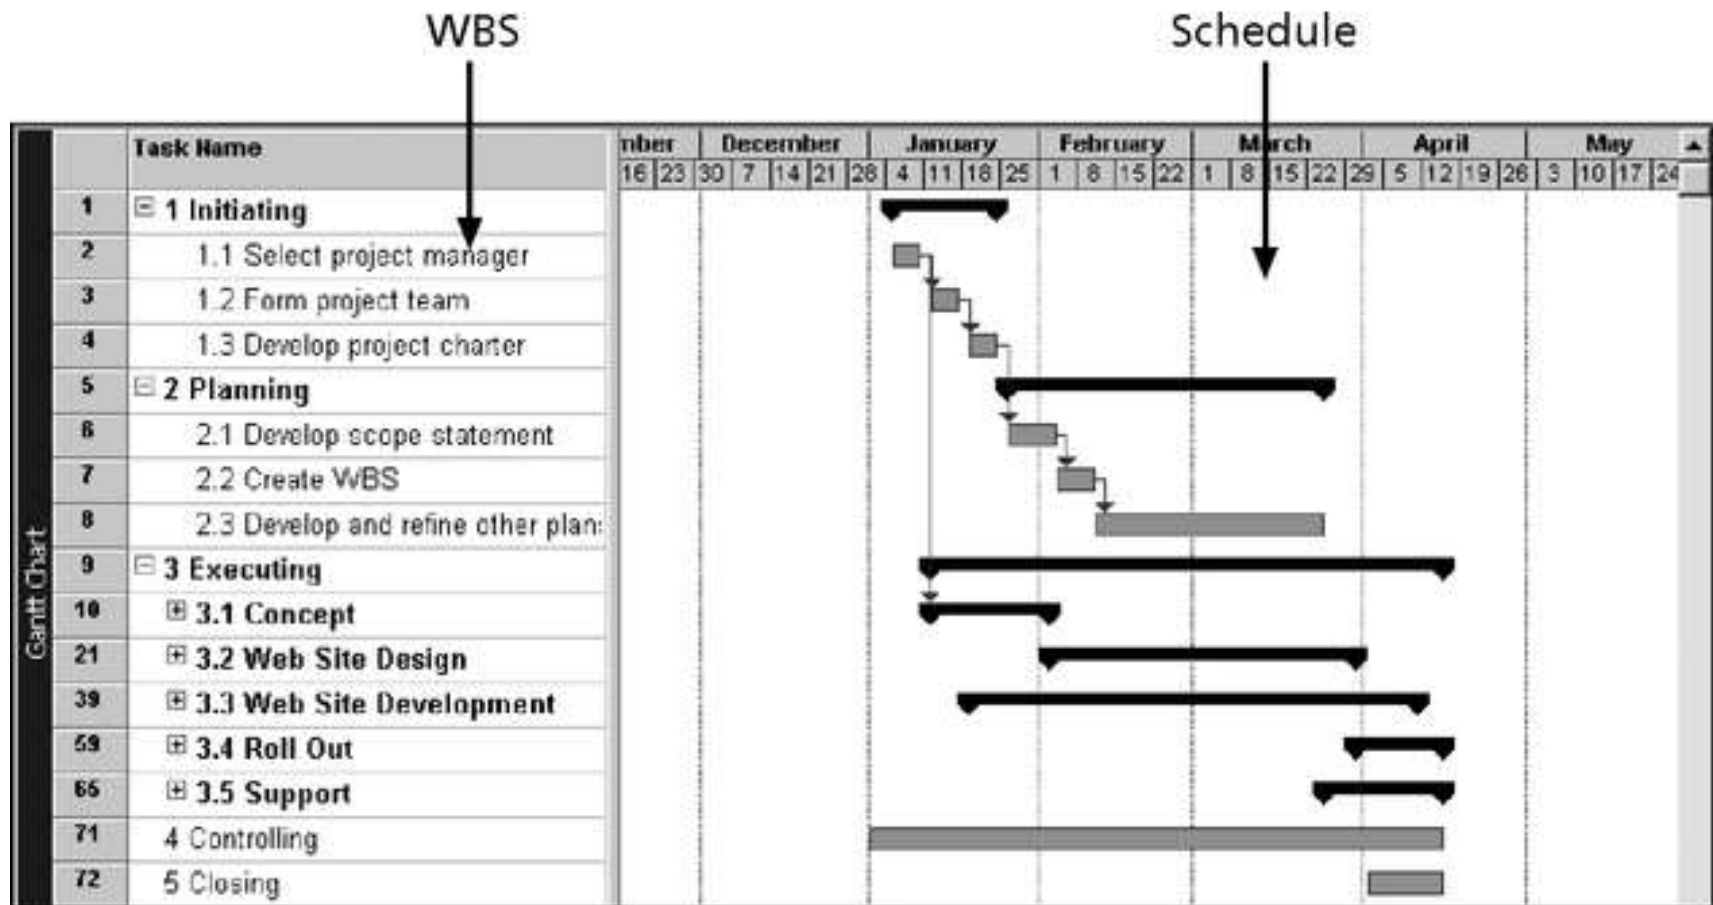 WBS Schedule
Task Name mber December January February March April May
16 23 30 7 14 21 28 4 11 18 25 1 8 15 22 1 8 15 22 29 5 12 19 26 3 10 17 24
1 1 Initiating
2 1.1 Select project manager
3 1.2 Form project team
4 1.3 Develop project charter
5 2 Planning
6 2.1 Develop scope statement
7 2.2 Create WBS
8 2.3 Develop and refine other plan
9 3 Executing
10 3.1 Concept
21 3.2 Web Site Design
39 3.3 Web Site Development
59 3.4 Roll Out
65 3.5 Support
71 4 Controlling
72 5 Closing
Gantt Chart